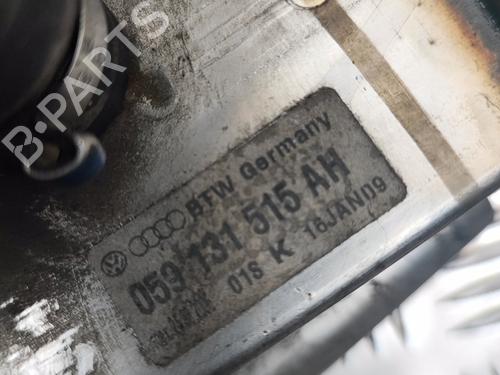 B-PARTS
BTW Germany
059 131 515 AH
01S K 16JAN09